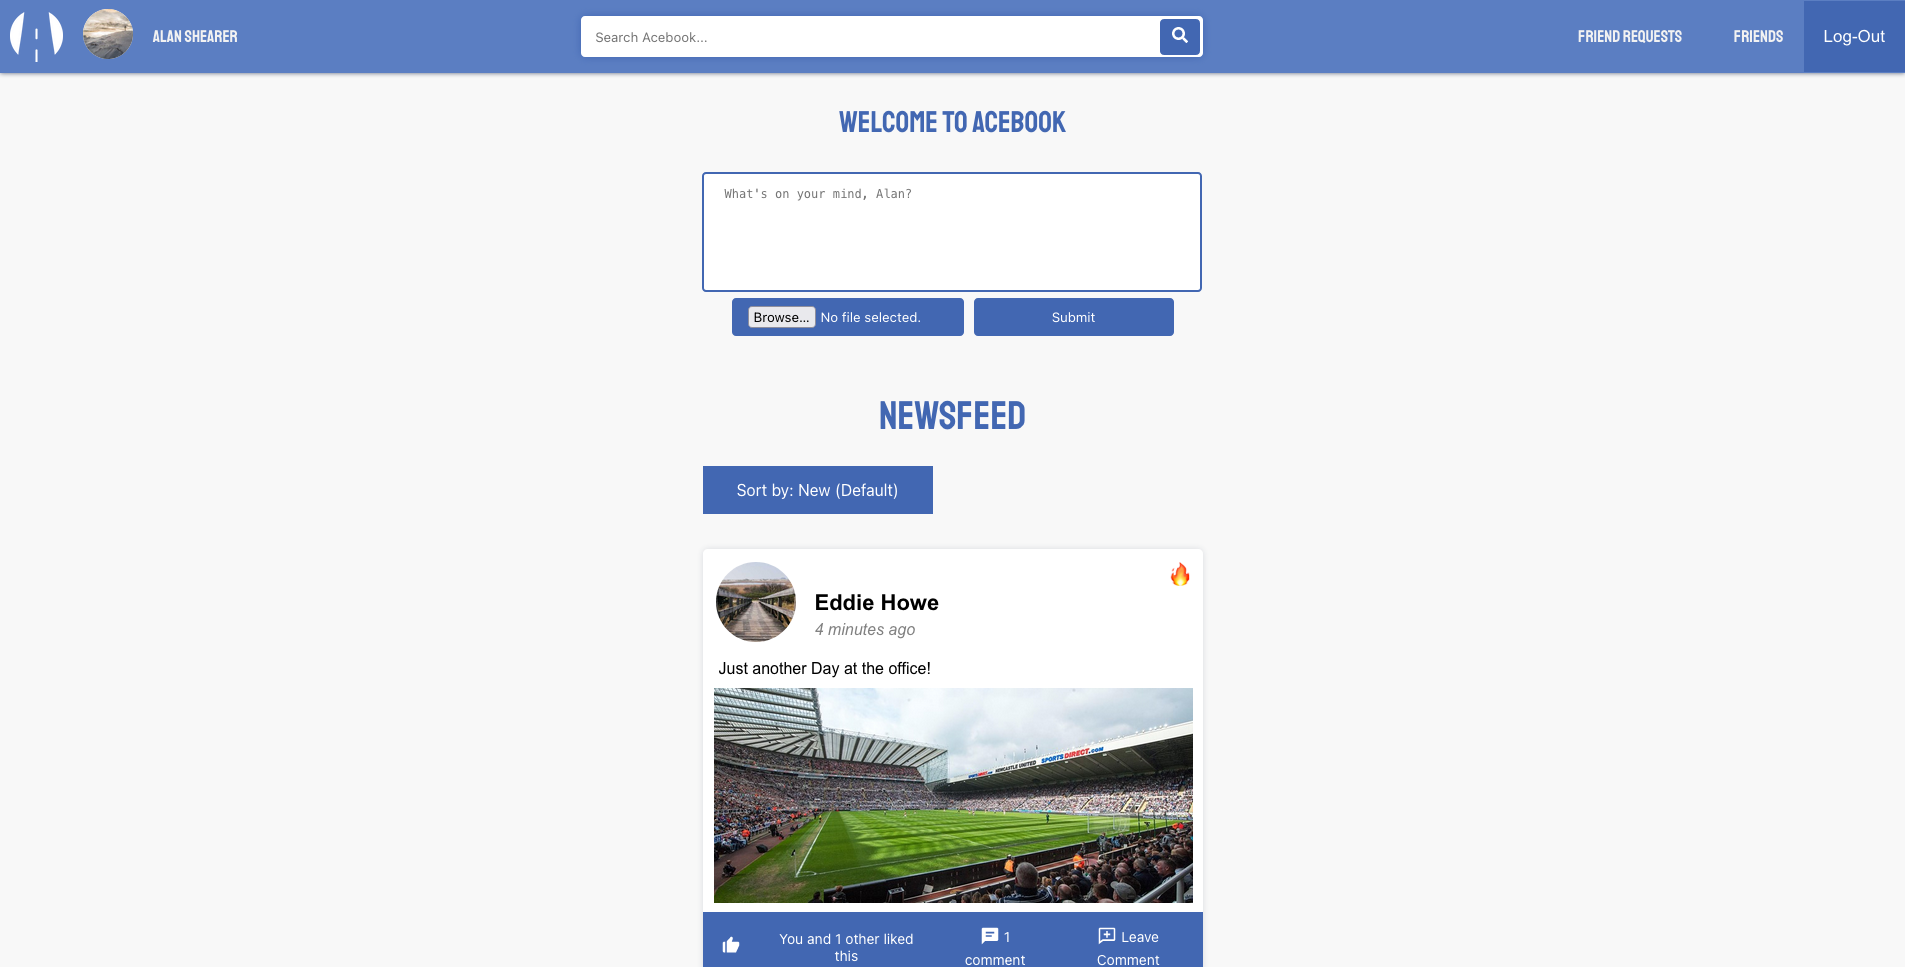 ALAN SHEARER
Search Acebook...
FRIEND REQUESTS
FRIENDS
Log-Out
WELCOME TO ACEBOOK
What's on your mind, Alan?
Browse... No file selected.
Submit
NEWSFEED
Sort by: New (Default)
Eddie Howe
4 minutes ago
Just another Day at the office!
NEWCASTLE UNITED SPORTSDIRECT.COM
You and 1 other liked
this
1
comment
Leave
Comment